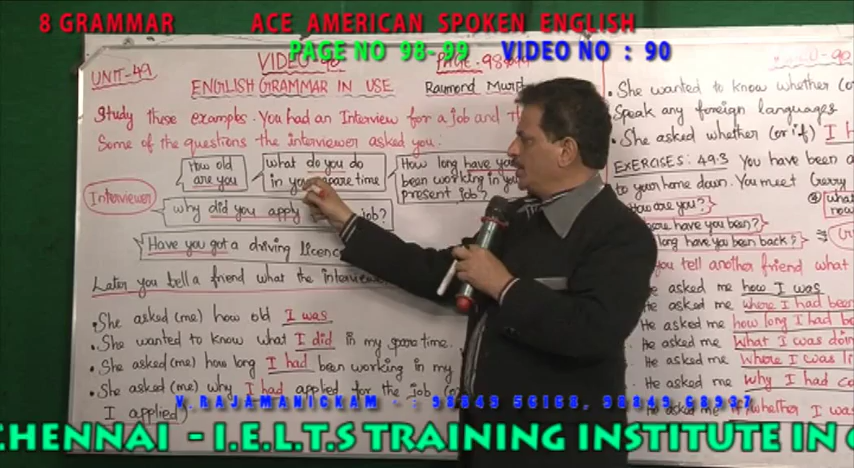 8 GRAMMAR ACE AMERICAN SPOKEN ENGLISH
PAGE NO 98-99 VIDEO NO : 90
UNIT-49
VIDEO
PAGE. 98
ENGLISH GRAMMAR IN USE
Raymond
Study these examples. You had an Interview for a job and
Some of the questions the interviewer asked you:
How old
are you
what do you do
in your spare time
How long have you
been working in
present job?
Interviewer
why did you apply job?
Have you got a driving
Later you tell a friend what the
• She asked (me) how old I was
• She wanted to know what I did in my spare time.
• She asked (me) how long I had been working in my
• She asked (me) why I had applied for the job (or
I applied)
• She wanted to know whether (or
Speak any foreign languages
• She asked whether (or if) I
EXERCISES: 49.3 You have been a
to your home down. You meet Gerry
How are you?
have you been?
long have you been back?
you tell another friend what
asked me how I was
He asked me where I had been
He asked me how long I had
He asked me What I was doing
He asked me Where I was
He asked me why I had
He asked me if/whether I was
V.RAJAMANICKAM
CHENNAI - I.E.L.T.S TRAINING INSTITUTE IN